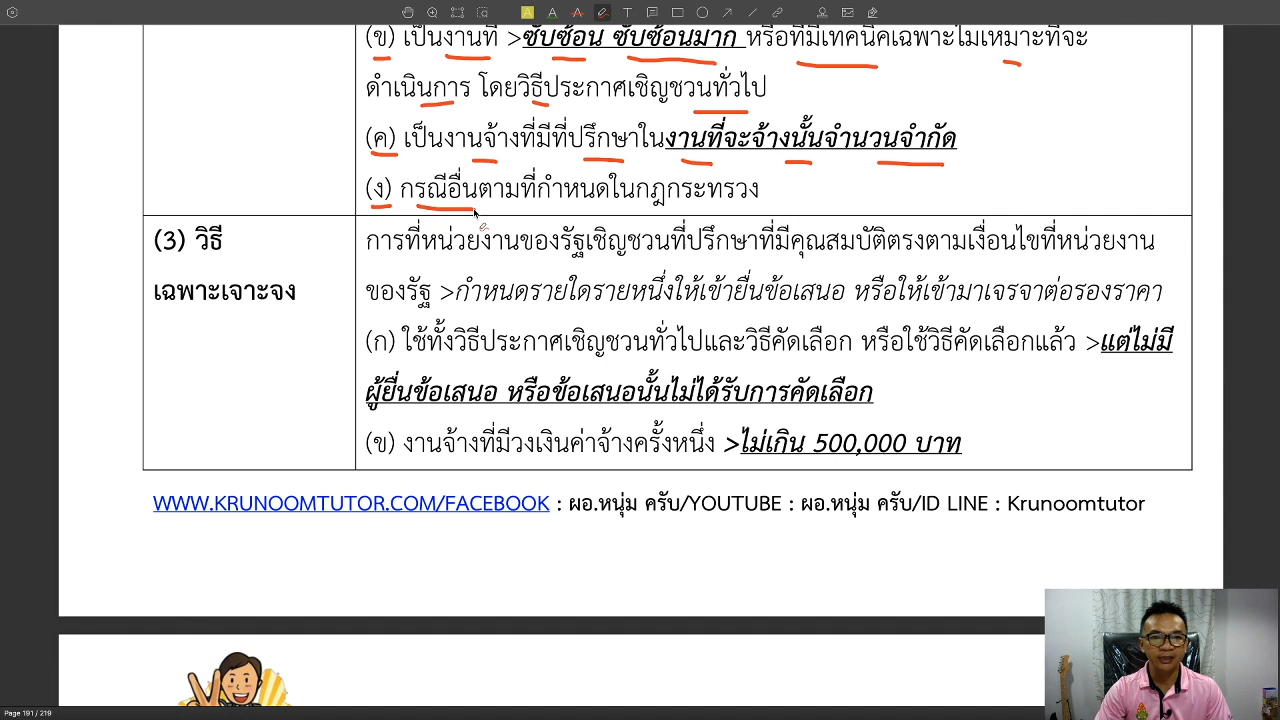 (ข) เป็นงานที่ >ซับซ้อน ซับซ้อนมาก หรือที่มีเทคนิคเฉพาะไม่เหมาะที่จะ
ดำเนินการ โดยวิธีประกาศเชิญชวนทั่วไป
(ค) เป็นงานจ้างที่มีที่ปรึกษาในงานที่จะจ้างนั้นจำนวนจำกัด
(ง) กรณีอื่นตามที่กำหนดในกฎกระทรวง
(3) วิธี
เฉพาะเจาะจง
การที่หน่วยงานของรัฐเชิญชวนที่ปรึกษาที่มีคุณสมบัติตรงตามเงื่อนไขที่หน่วยงาน
ของรัฐ >กำหนดรายใดรายหนึ่งให้เข้ายื่นข้อเสนอ หรือให้เข้ามาเจรจาต่อรองราคา
(ก) ใช้ทั้งวิธีประกาศเชิญชวนทั่วไปและวิธีคัดเลือก หรือใช้วิธีคัดเลือกแล้ว >แต่ไม่มี
ผู้ยื่นข้อเสนอ หรือข้อเสนอนั้นไม่ได้รับการคัดเลือก
(ข) งานจ้างที่มีวงเงินค่าจ้างครั้งหนึ่ง >ไม่เกิน 500,000 บาท
WWW.KRUNOOMTUTOR.COM/FACEBOOK : ผอ.หนุ่ม ครับ/YOUTUBE : ผอ.หนุ่ม ครับ/ID LINE : Krunoomtutor
Page 191 / 219